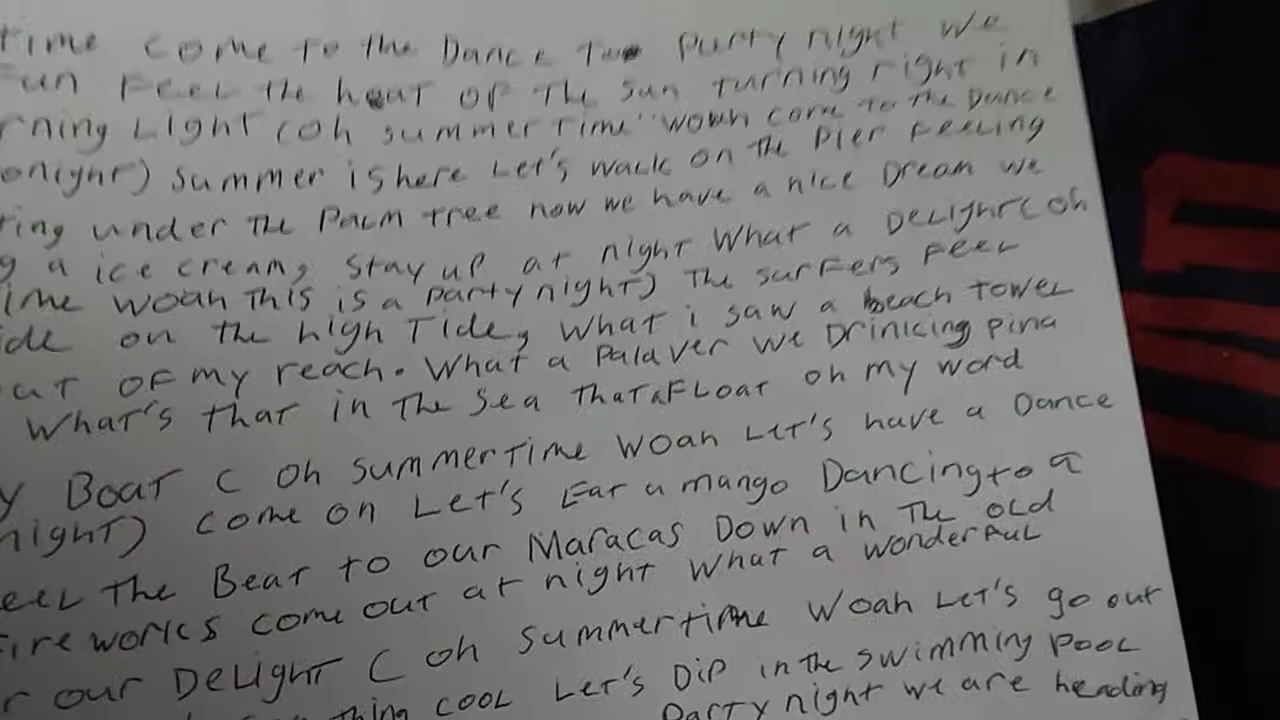 Time come to the Dance Party night We
Fun Feel the heat of The Sun turning right in
rning Light (oh summer Time woah come to the Dance
onight) Summer is here Let's walk on the Pier Feeling
ring under The Palm tree now we have a nice Dream we
g a ice cream, Stay up at night What a Delight (oh
ime woah This is a party night) The surfers Feel
ide on the high Tide, What i saw a beach towel
out of my reach. What a Palaver we Drinking pina
What's that in The Sea That a Float oh my word
y Boat ( oh summertime woah Let's have a Dance
night) come on Let's Eat a mango Dancing to a
eel The Beat to our Maracas Down in The old
Fireworks come out at night What a wonderful
r our Delight ( oh summertime Woah Let's go out
thing cool Let's Dip in the swimming pool
Party night we are heading